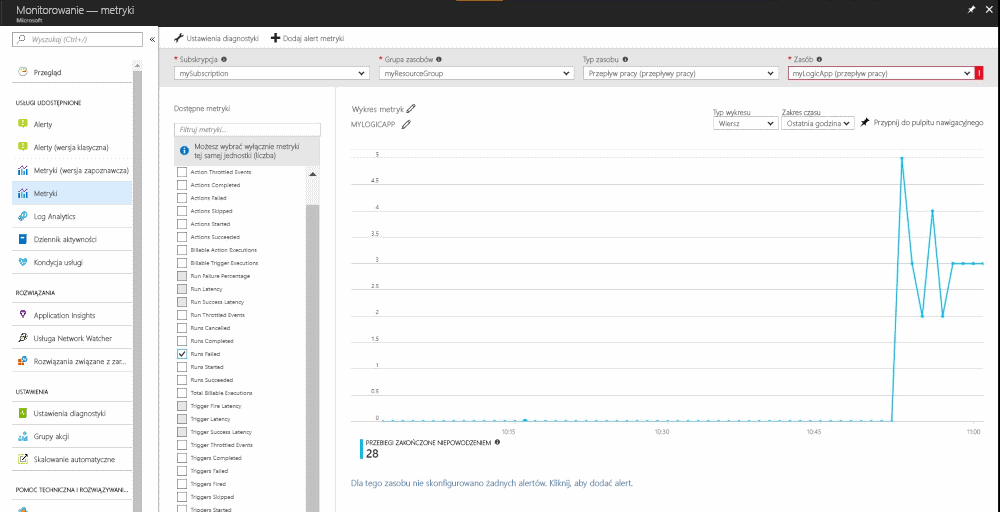 Monitorowanie — metryki
Microsoft
Wyszukaj (Ctrl+/)
«
Przegląd
USŁUGI UDOSTĘPNIONE
Alerty
Alerty (wersja klasyczna)
Metryki (wersja zapoznawcza)
Metryki
Log Analytics
Dziennik aktywności
Kondycja usługi
ROZWIĄZANIA
Application Insights
Usługa Network Watcher
Rozwiązania związane z zar...
USTAWIENIA
Ustawienia diagnostyki
Grupy akcji
Skalowanie automatyczne
POMOC TECHNICZNA I ROZWIĄZYWANI...
Ustawienia diagnostyki
Dodaj alert metryki
* Subskrypcja
mySubscription
* Grupa zasobów
myResourceGroup
Typ zasobu
Przepływ pracy (przepływy pracy)
* Zasób
myLogicApp (przepływ pracy)
Dostępne metryki
Filtruj metryki...
Możesz wybrać wyłącznie metryki
tej samej jednostki (liczba)
Action Throttled Events
Actions Completed
Actions Failed
Actions Skipped
Actions Started
Actions Succeeded
Billable Action Executions
Billable Trigger Executions
Run Failure Percentage
Run Latency
Run Success Latency
Run Throttled Events
Runs Cancelled
Runs Completed
Runs Failed
Runs Started
Runs Succeeded
Total Billable Executions
Trigger Fire Latency
Trigger Latency
Trigger Success Latency
Trigger Throttled Events
Triggers Completed
Triggers Failed
Triggers Fired
Triggers Skipped
Triggers Started
Wykres metryk
MYLOGICAPP
Typ wykresu
Wiersz
Zakres czasu
Ostatnia godzina
Przypnij do pulpitu nawigacyjnego
5
4.5
4
3.5
3
2.5
2
1.5
1
0.5
0
10:15
10:30
10:45
11:00
PRZEBIEGI ZAKOŃCZONE NIEPOWODZENIEM
28
Dla tego zasobu nie skonfigurowano żadnych alertów. Kliknij, aby dodać alert.